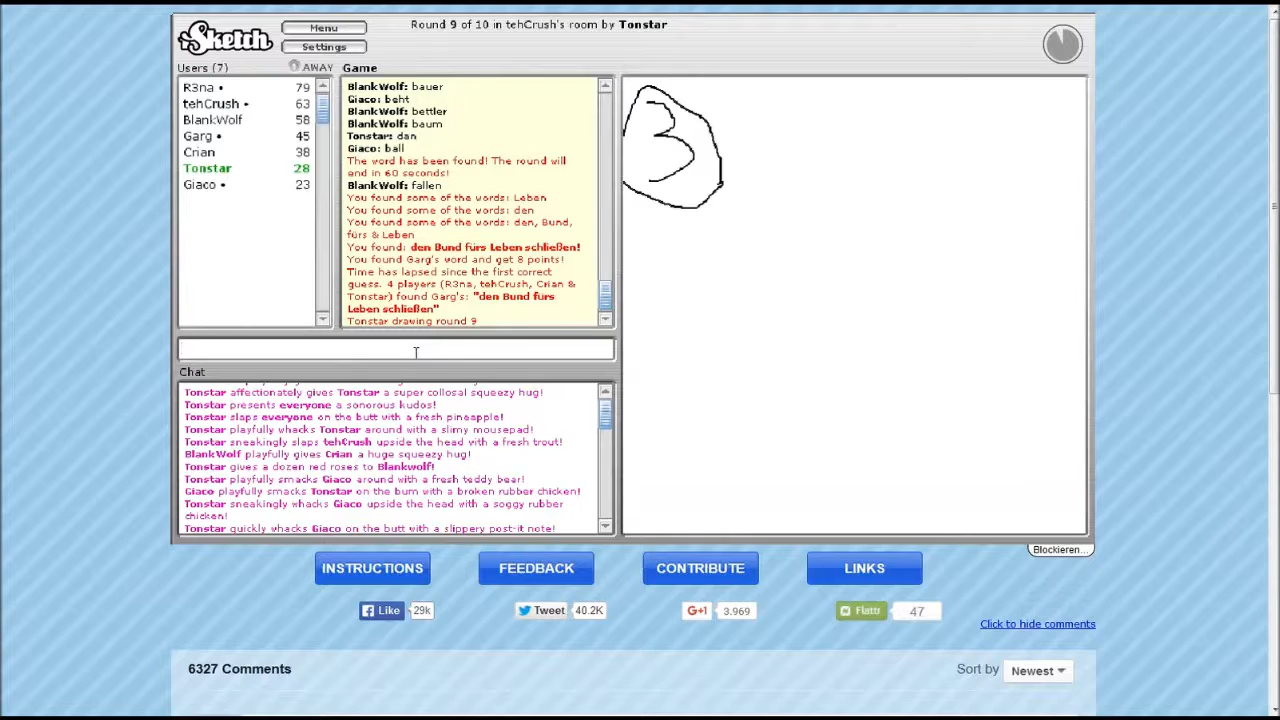 iSketch
Menu
Settings
Round 9 of 10 in tehCrush's room by Tonstar
Users (7)
AWAY
R3na • 79
tehCrush • 63
BlankWolf 58
Garg • 45
Crian 38
Tonstar 28
Giaco • 23
Game
BlankWolf: bauer
Giaco: beht
BlankWolf: bettler
BlankWolf: baum
Tonstar: dan
Giaco: ball
The word has been found! The round will
end in 60 seconds!
BlankWolf: fallen
You found some of the words: Leben
You found some of the words: den
You found some of the words: den, Bund,
fürs & Leben
You found: den Bund fürs Leben schließen!
You found Garg's word and get 8 points!
Time has lapsed since the first correct
guess. 4 players (R3na, tehCrush, Crian &
Tonstar) found Garg's: "den Bund fürs
Leben schließen"
Tonstar drawing round 9
3
Chat
Tonstar affectionately gives Tonstar a super collosal squeezy hug!
Tonstar presents everyone a sonorous kudos!
Tonstar slaps everyone on the butt with a fresh pineapple!
Tonstar playfully whacks Tonstar around with a slimy mousepad!
Tonstar sneakingly slaps tehCrush upside the head with a fresh trout!
BlankWolf playfully gives Crian a huge squeezy hug!
Tonstar gives a dozen red roses to Blankwolf!
Tonstar playfully smacks Giaco around with a fresh teddy bear!
Giaco playfully smacks Tonstar on the bum with a broken rubber chicken!
Tonstar sneakingly whacks Giaco upside the head with a soggy rubber
chicken!
Tonstar quickly whacks Giaco on the butt with a slippery post-it note!
Blockieren...
INSTRUCTIONS
FEEDBACK
CONTRIBUTE
LINKS
Like 29k
Tweet 40.2K
G+1 3.969
Flattr 47
Click to hide comments
6327 Comments
Sort by Newest